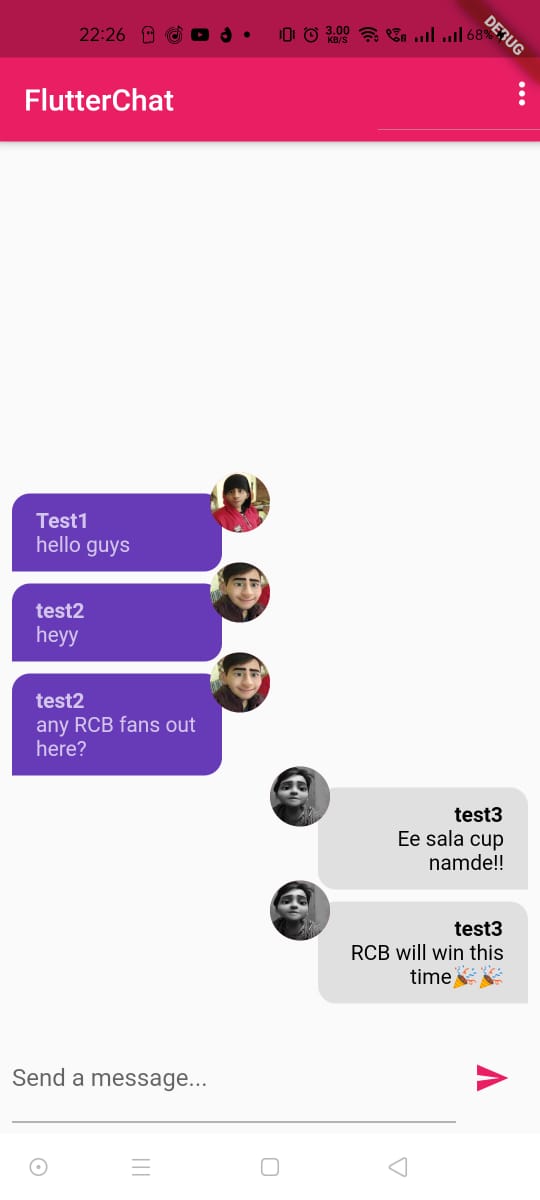 22:26 3.00 KB/S 68%
DEBUG
FlutterChat
Test1
hello guys
test2
heyy
test2
any RCB fans out
here?
test3
Ee sala cup
namde!!
test3
RCB will win this
time🎉🎉
Send a message...